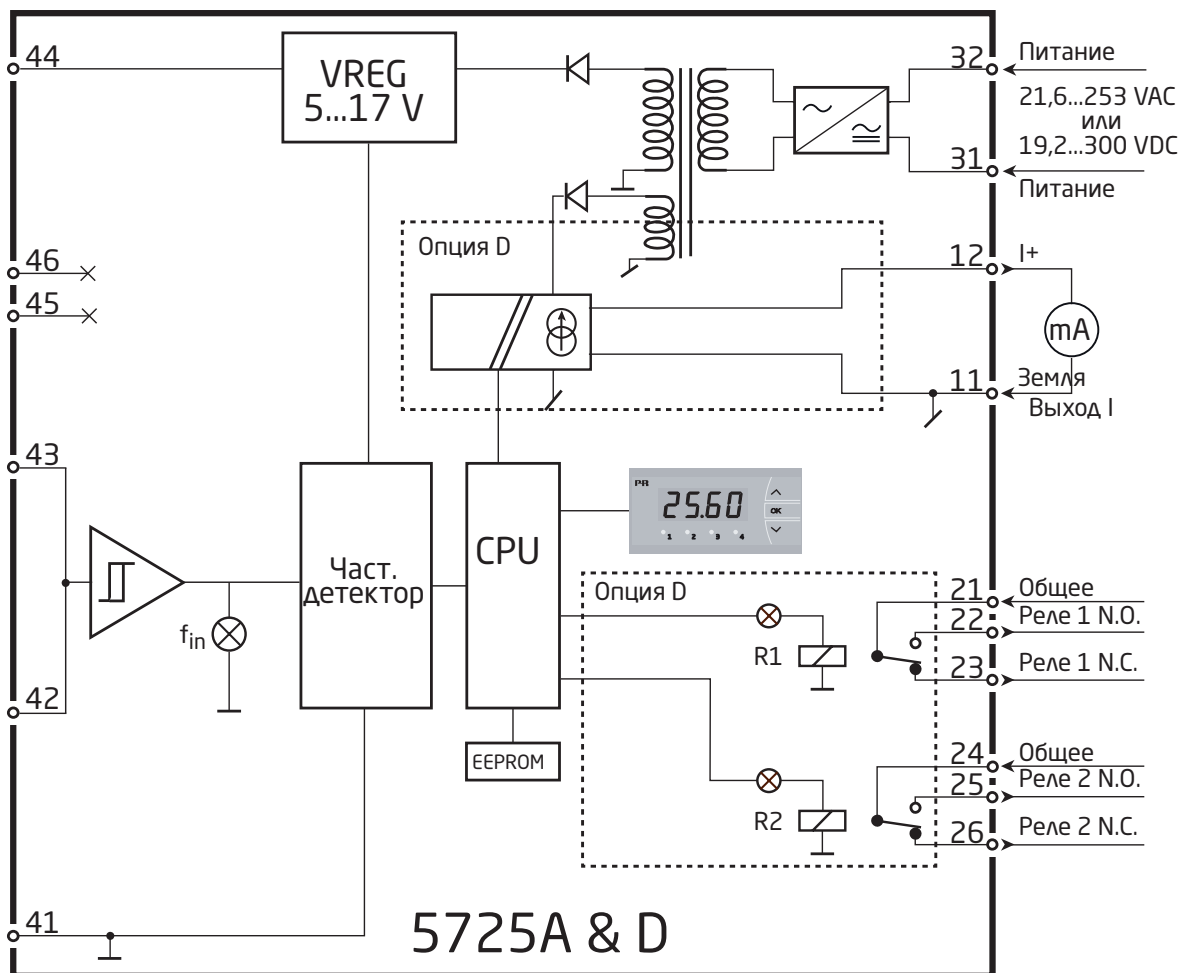 44
VREG
5...17 V
32
Питание
21,6...253 VAC
или
19,2...300 VDC
31
Питание
46
45
Опция D
12
I+
mA
11
Земля
Выход I
43
PR
25.60
OK
1 2 3 4
CPU
Част.
детектор
fin
42
EEPROM
Опция D
R1
21
Общее
22
Реле 1 N.O.
23
Реле 1 N.C.
R2
24
Общее
25
Реле 2 N.O.
26
Реле 2 N.C.
41
5725A & D